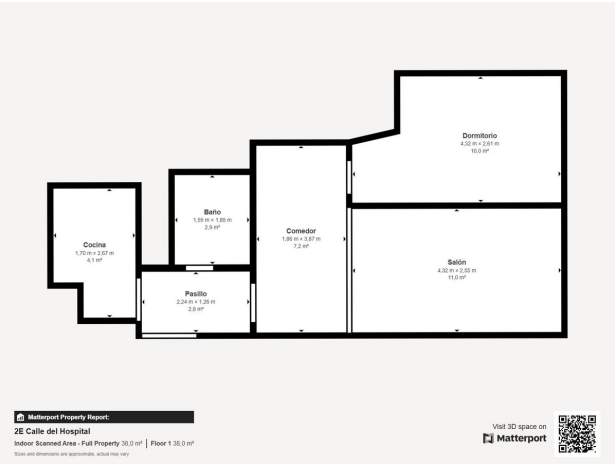 Dormitorio
4,32 m × 2,61 m
10,0 m²
Baño
1,55 m × 1,85 m
2,9 m²
Comedor
1,86 m × 3,87 m
7,2 m²
Cocina
1,70 m × 2,67 m
4,1 m²
Salón
4,32 m × 2,55 m
11,0 m²
Pasillo
2,24 m × 1,26 m
2,8 m²
Matterport Property Report:
2E Calle del Hospital
Indoor Scanned Area - Full Property 38,0 m² | Floor 1 38,0 m²
Sizes and dimensions are approximate, actual may vary
Visit 3D space on
Matterport